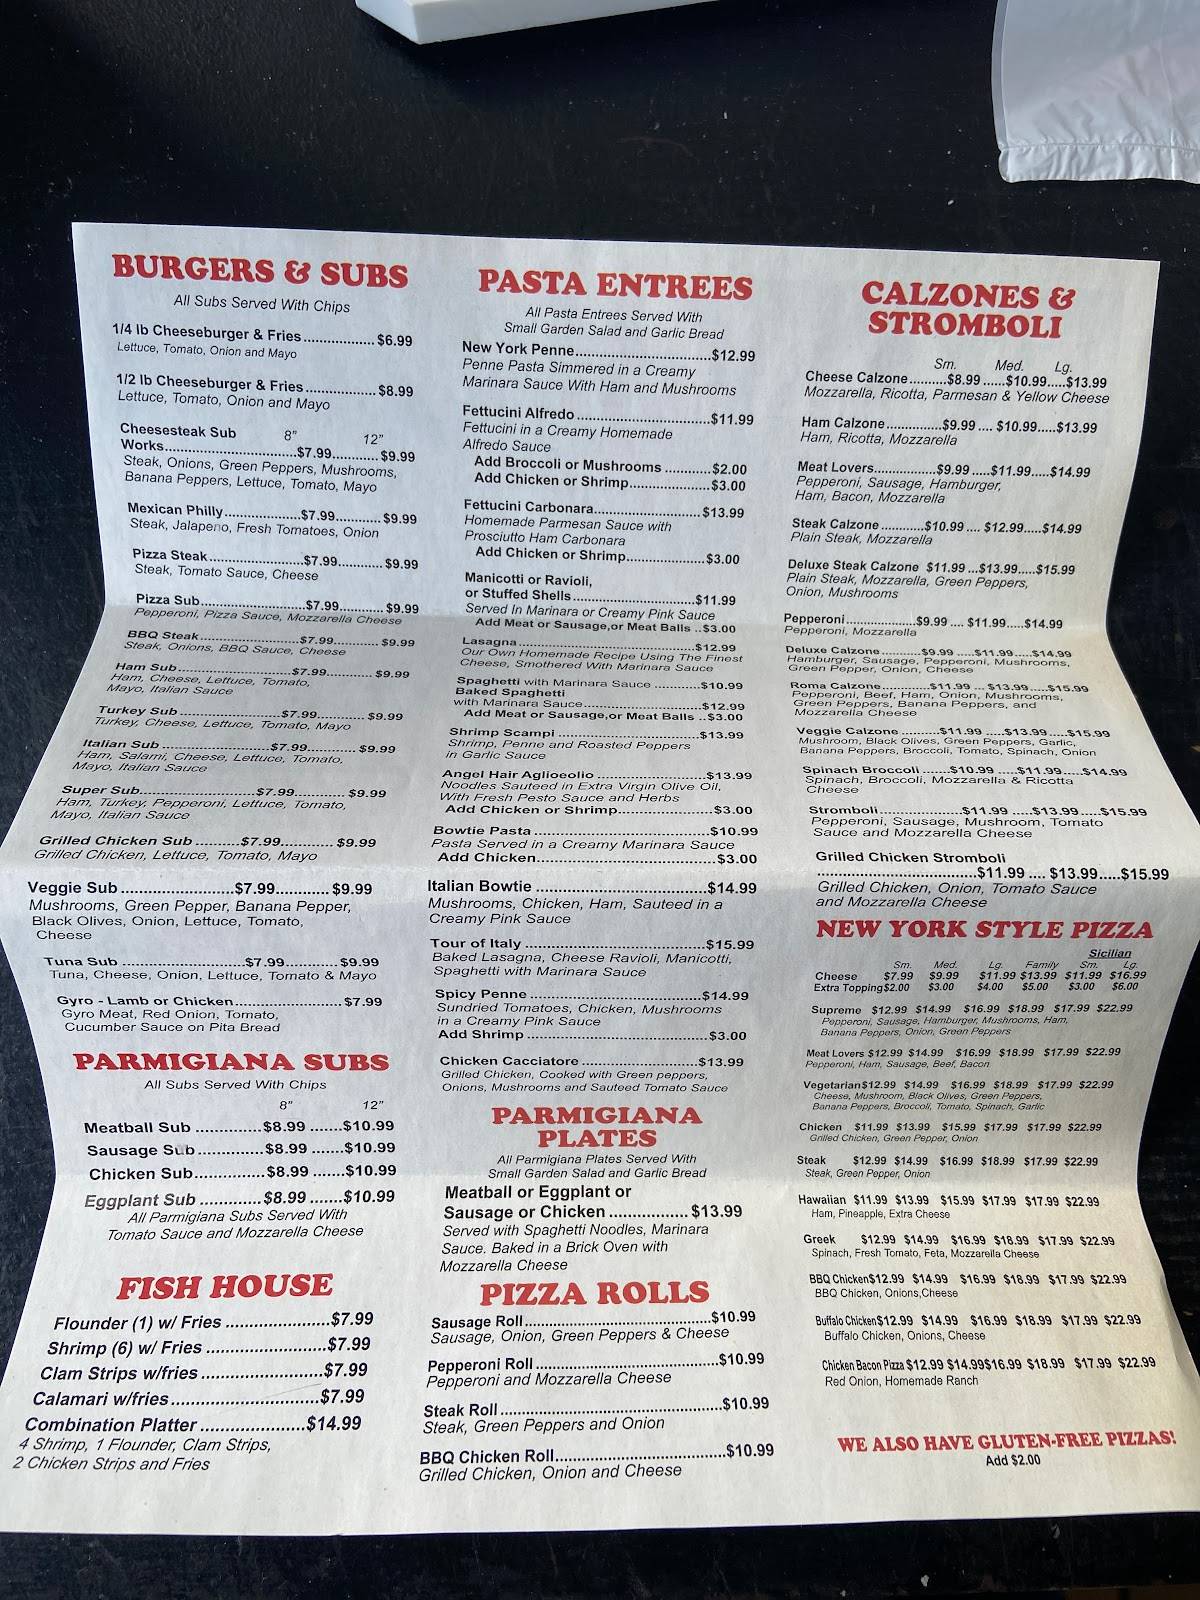 BURGERS & SUBS
All Subs Served With Chips
1/4 lb Cheeseburger & Fries................. $6.99
Lettuce, Tomato, Onion and Mayo
1/2 lb Cheeseburger & Fries................ $8.99
Lettuce, Tomato, Onion and Mayo
Cheesesteak Sub 8" 12"
Works..............................$7.99............ $9.99
Steak, Onions, Green Peppers, Mushrooms,
Banana Peppers, Lettuce, Tomato, Mayo
Mexican Philly..................$7.99........... $9.99
Steak, Jalapeno, Fresh Tomatoes, Onion
Pizza Steak......................$7.99........... $9.99
Steak, Tomato Sauce, Cheese
Pizza Sub.........................$7.99........... $9.99
Pepperoni, Pizza Sauce, Mozzarella Cheese
BBQ Steak.......................$7.99........... $9.99
Steak, Onions, BBQ Sauce, Cheese
Ham Sub..........................$7.99........... $9.99
Ham, Cheese, Lettuce, Tomato,
Mayo, Italian Sauce
Turkey Sub......................$7.99........... $9.99
Turkey, Cheese, Lettuce, Tomato, Mayo
Italian Sub.......................$7.99........... $9.99
Ham, Salami, Cheese, Lettuce, Tomato,
Mayo, Italian Sauce
Super Sub........................$7.99........... $9.99
Ham, Turkey, Pepperoni, Lettuce, Tomato,
Mayo, Italian Sauce
Grilled Chicken Sub ..........$7.99........... $9.99
Grilled Chicken, Lettuce, Tomato, Mayo
Veggie Sub ......................$7.99........... $9.99
Mushrooms, Green Pepper, Banana Pepper,
Black Olives, Onion, Lettuce, Tomato,
Cheese
Tuna Sub ........................$7.99...........$9.99
Tuna, Cheese, Onion, Lettuce, Tomato & Mayo
Gyro - Lamb or Chicken...................... $7.99
Gyro Meat, Red Onion, Tomato,
Cucumber Sauce on Pita Bread
PARMIGIANA SUBS
All Subs Served With Chips
8" 12"
Meatball Sub .............$8.99 .......$10.99
Sausage Sub.............$8.99 .......$10.99
Chicken Sub..............$8.99 .......$10.99
Eggplant Sub ............$8.99 .......$10.99
All Parmigiana Subs Served With
Tomato Sauce and Mozzarella Cheese
FISH HOUSE
Flounder (1) w/ Fries .....................$7.99
Shrimp (6) w/ Fries ........................$7.99
Clam Strips w/fries ........................$7.99
Calamari w/fries.............................$7.99
Combination Platter .....................$14.99
4 Shrimp, 1 Flounder, Clam Strips,
2 Chicken Strips and Fries
PASTA ENTREES
All Pasta Entrees Served With
Small Garden Salad and Garlic Bread
New York Penne................................$12.99
Penne Pasta Simmered in a Creamy
Marinara Sauce With Ham and Mushrooms
Fettucini Alfredo ...............................$11.99
Fettucini in a Creamy Homemade
Alfredo Sauce
Add Broccoli or Mushrooms ...........$2.00
Add Chicken or Shrimp....................$3.00
Fettucini Carbonara..........................$13.99
Homemade Parmesan Sauce with
Prosciutto Ham Carbonara
Add Chicken or Shrimp....................$3.00
Manicotti or Ravioli,
or Stuffed Shells..............................$11.99
Served In Marinara or Creamy Pink Sauce
Add Meat or Sausage,or Meat Balls ..$3.00
Lasagna............................................$12.99
Our Own Homemade Recipe Using The Finest
Cheese, Smothered With Marinara Sauce
Spaghetti with Marinara Sauce ...........$10.99
Baked Spaghetti
with Marinara Sauce............................$12.99
Add Meat or Sausage,or Meat Balls ..$3.00
Shrimp Scampi .................................$13.99
Shrimp, Penne and Roasted Peppers
in Garlic Sauce
Angel Hair Aglioeolio ........................$13.99
Noodles Sauteed in Extra Virgin Olive Oil,
With Fresh Pesto Sauce and Herbs
Add Chicken or Shrimp.....................$3.00
Bowtie Pasta .....................................$10.99
Pasta Served in a Creamy Marinara Sauce
Add Chicken......................................$3.00
Italian Bowtie ....................................$14.99
Mushrooms, Chicken, Ham, Sauteed in a
Creamy Pink Sauce
Tour of Italy .......................................$15.99
Baked Lasagna, Cheese Ravioli, Manicotti,
Spaghetti with Marinara Sauce
Spicy Penne ......................................$14.99
Sundried Tomatoes, Chicken, Mushrooms
in a Creamy Pink Sauce
Add Shrimp .......................................$3.00
Chicken Cacciatore ...........................$13.99
Grilled Chicken, Cooked with Green peppers,
Onions, Mushrooms and Sauteed Tomato Sauce
PARMIGIANA
PLATES
All Parmigiana Plates Served With
Small Garden Salad and Garlic Bread
Meatball or Eggplant or
Sausage or Chicken ................ $13.99
Served with Spaghetti Noodles, Marinara
Sauce. Baked in a Brick Oven with
Mozzarella Cheese
PIZZA ROLLS
Sausage Roll.........................................$10.99
Sausage, Onion, Green Peppers & Cheese
Pepperoni Roll .......................................$10.99
Pepperoni and Mozzarella Cheese
Steak Roll ..............................................$10.99
Steak, Green Peppers and Onion
BBQ Chicken Roll...................................$10.99
Grilled Chicken, Onion and Cheese
CALZONES &
STROMBOLI
Sm. Med. Lg.
Cheese Calzone.........$8.99 ......$10.99.....$13.99
Mozzarella, Ricotta, Parmesan & Yellow Cheese
Ham Calzone.............$9.99 .... $10.99.....$13.99
Ham, Ricotta, Mozzarella
Meat Lovers...............$9.99 .....$11.99.....$14.99
Pepperoni, Sausage, Hamburger,
Ham, Bacon, Mozzarella
Steak Calzone ..........$10.99 .... $12.99.....$14.99
Plain Steak, Mozzarella
Deluxe Steak Calzone $11.99 ...$13.99.....$15.99
Plain Steak, Mozzarella, Green Peppers,
Onion, Mushrooms
Pepperoni.................$9.99 .... $11.99.....$14.99
Pepperoni, Mozzarella
Deluxe Calzone..........$9.99 .....$11.99.....$14.99
Hamburger, Sausage, Pepperoni, Mushrooms,
Green Pepper, Onion, Cheese
Roma Calzone............$11.99 ... $13.99.....$15.99
Pepperoni, Beef, Ham, Onion, Mushrooms,
Green Peppers, Banana Peppers, and
Mozzarella Cheese
Veggie Calzone .........$11.99 .....$13.99.....$15.99
Mushroom, Black Olives, Green Peppers, Garlic,
Banana Peppers, Broccoli, Tomato, Spinach, Onion
Spinach Broccoli .......$10.99 .....$11.99.....$14.99
Spinach, Broccoli, Mozzarella & Ricotta
Cheese
Stromboli...................$11.99 .....$13.99.....$15.99
Pepperoni, Sausage, Mushroom, Tomato
Sauce and Mozzarella Cheese
Grilled Chicken Stromboli
.................................$11.99 .... $13.99.....$15.99
Grilled Chicken, Onion, Tomato Sauce
and Mozzarella Cheese
NEW YORK STYLE PIZZA
Sicilian
Sm. Med. Lg. Family Sm. Lg.
Cheese $7.99 $9.99 $11.99 $13.99 $11.99 $16.99
Extra Topping$2.00 $3.00 $4.00 $5.00 $3.00 $6.00
Supreme $12.99 $14.99 $16.99 $18.99 $17.99 $22.99
Pepperoni, Sausage, Hamburger, Mushrooms, Ham,
Banana Peppers, Onion, Green Peppers
Meat Lovers $12.99 $14.99 $16.99 $18.99 $17.99 $22.99
Pepperoni, Ham, Sausage, Beef, Bacon
Vegetarian$12.99 $14.99 $16.99 $18.99 $17.99 $22.99
Cheese, Mushroom, Black Olives, Green Peppers,
Banana Peppers, Broccoli, Tomato, Spinach, Garlic
Chicken $11.99 $13.99 $15.99 $17.99 $17.99 $22.99
Grilled Chicken, Green Pepper, Onion
Steak $12.99 $14.99 $16.99 $18.99 $17.99 $22.99
Steak, Green Pepper, Onion
Hawaiian $11.99 $13.99 $15.99 $17.99 $17.99 $22.99
Ham, Pineapple, Extra Cheese
Greek $12.99 $14.99 $16.99 $18.99 $17.99 $22.99
Spinach, Fresh Tomato, Feta, Mozzarella Cheese
BBQ Chicken$12.99 $14.99 $16.99 $18.99 $17.99 $22.99
BBQ Chicken, Onions,Cheese
Buffalo Chicken$12.99 $14.99 $16.99 $18.99 $17.99 $22.99
Buffalo Chicken, Onions, Cheese
Chicken Bacon Pizza $12.99 $14.99$16.99 $18.99 $17.99 $22.99
Red Onion, Homemade Ranch
WE ALSO HAVE GLUTEN-FREE PIZZAS!
Add $2.00